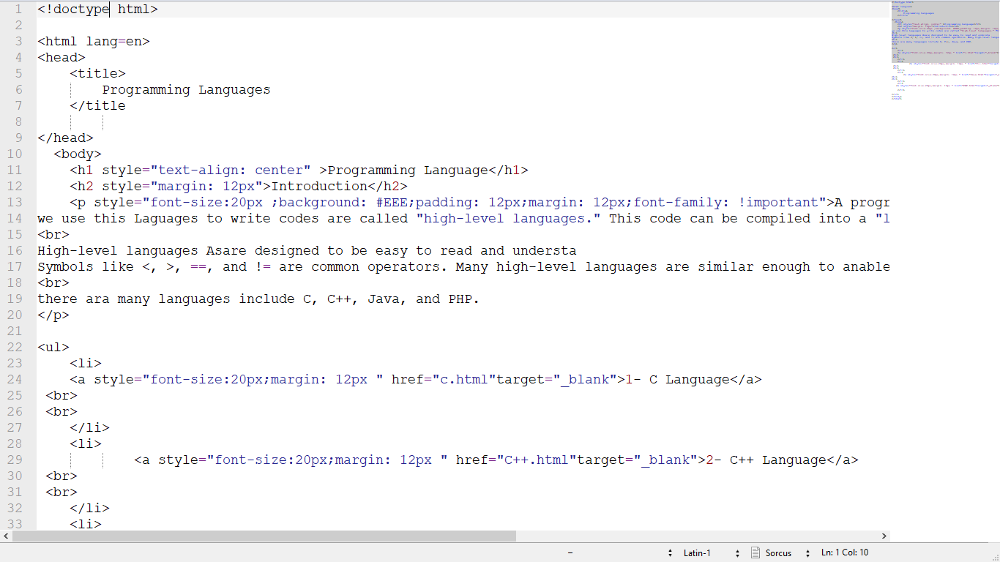 1 <!doctype html>
2
3 <html lang=en>
4 <head>
5 <title>
6 Programming Languages
7 </title
8
9 </head>
10 <body>
11 <h1 style="text-align: center" >Programming Language</h1>
12 <h2 style="margin: 12px">Introduction</h2>
13 <p style="font-size:20px ;background: #EEE;padding: 12px;margin: 12px;font-family: !important">A progr
14 we use this Laguages to write codes are called "high-level languages." This code can be compiled into a "l
15 <br>
16 High-level languages Asare designed to be easy to read and understa
17 Symbols like <, >, ==, and != are common operators. Many high-level languages are similar enough to anable
18 <br>
19 there ara many languages include C, C++, Java, and PHP.
20 </p>
21
22 <ul>
23 <li>
24 <a style="font-size:20px;margin: 12px " href="c.html"target="_blank">1- C Language</a>
25 <br>
26 <br>
27 </li>
28 <li>
29 <a style="font-size:20px;margin: 12px " href="C++.html"target="_blank">2- C++ Language</a>
30 <br>
31 <br>
32 </li>
33 <li>
– Latin-1 Sorcus Ln: 1 Col: 10